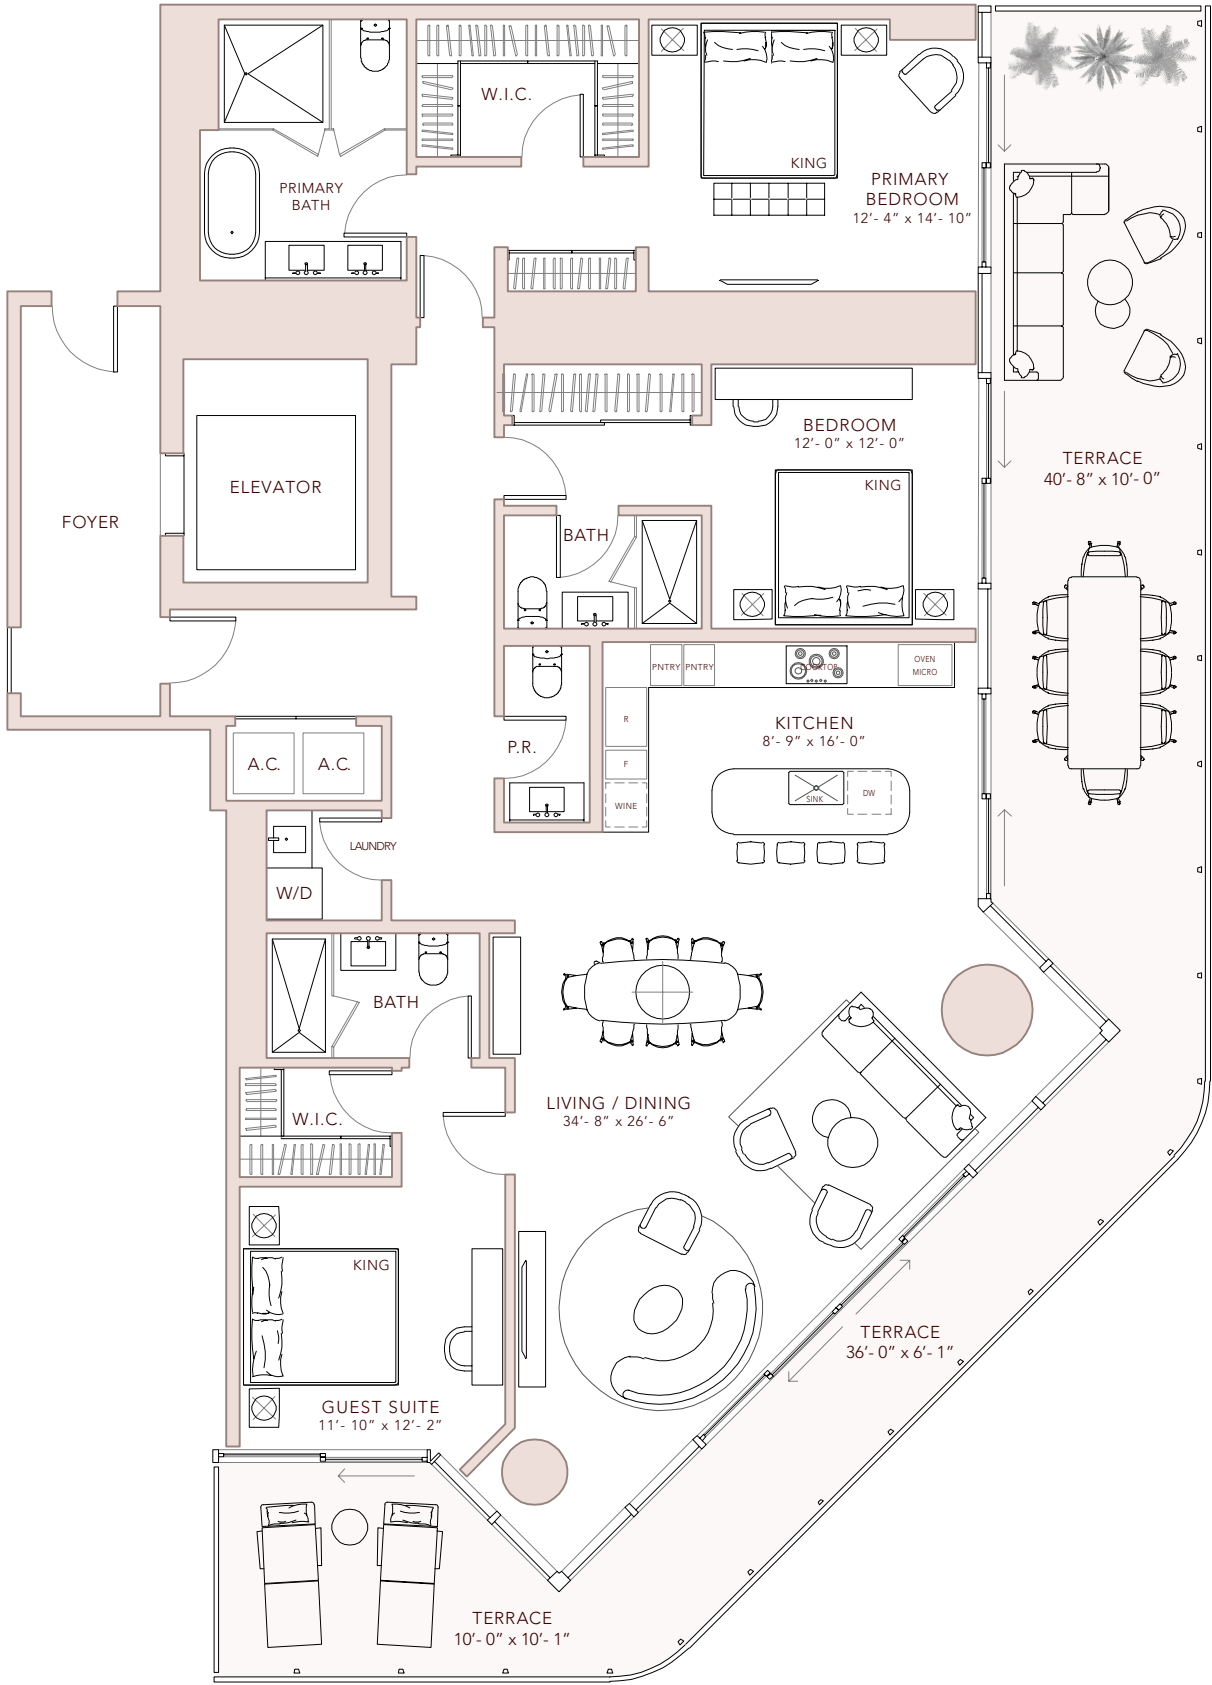 W.I.C.
KING
PRIMARY
BATH
PRIMARY
BEDROOM
12’- 4” x 14’- 10”
BEDROOM
12’- 0” x 12’- 0”
KING
TERRACE
40’- 8” x 10’- 0”
ELEVATOR
FOYER
BATH
PNTRY
PNTRY
COOKTOP
OVEN
MICRO
R
F
WINE
KITCHEN
8’- 9” x 16’- 0”
P.R.
A.C.
A.C.
SINK
DW
LAUNDRY
W/D
BATH
W.I.C.
LIVING / DINING
34’- 8” x 26’- 6”
KING
TERRACE
36’- 0” x 6’- 1”
GUEST SUITE
11’- 10” x 12’- 2”
TERRACE
10’- 0” x 10’- 1”